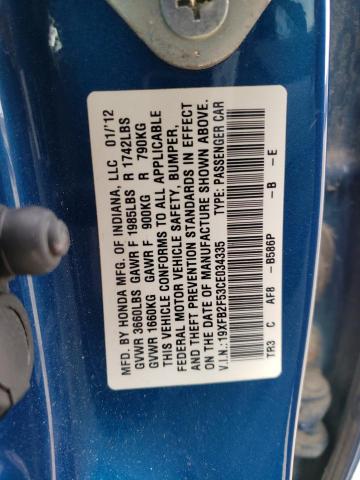 MFD. BY HONDA MFG. OF INDIANA, LLC 01/'12
GVWR 3660LBS GAWR F 1985LBS R 1742LBS
GVWR 1660KG GAWR F 900KG R 790KG
THIS VEHICLE CONFORMS TO ALL APPLICABLE
FEDERAL MOTOR VEHICLE SAFETY, BUMPER,
AND THEFT PREVENTION STANDARDS IN EFFECT
ON THE DATE OF MANUFACTURE SHOWN ABOVE.
V.I.N.: 19XFB2F53CE034335 TYPE: PASSENGER CAR
TR3 C AF8 - B586P - B - E